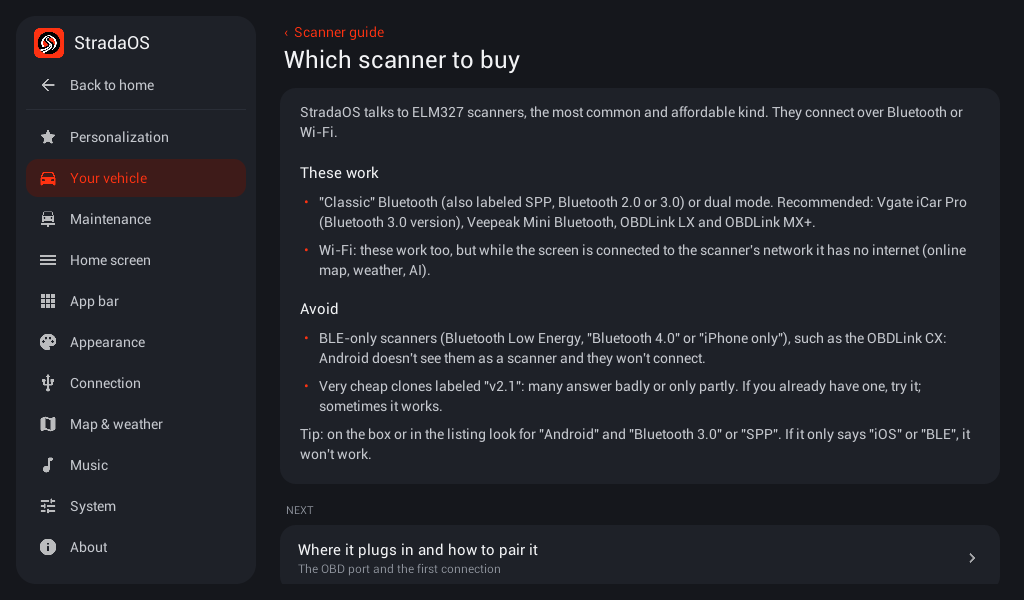 StradaOS
Back to home
Personalization
Your vehicle
Maintenance
Home screen
App bar
Appearance
Connection
Map & weather
Music
System
About
‹ Scanner guide
Which scanner to buy
StradaOS talks to ELM327 scanners, the most common and affordable kind. They connect over Bluetooth or
Wi-Fi.
These work
• "Classic" Bluetooth (also labeled SPP, Bluetooth 2.0 or 3.0) or dual mode. Recommended: Vgate iCar Pro
(Bluetooth 3.0 version), Veepeak Mini Bluetooth, OBDLink LX and OBDLink MX+.
• Wi-Fi: these work too, but while the screen is connected to the scanner's network it has no internet (online
map, weather, AI).
Avoid
• BLE-only scanners (Bluetooth Low Energy, "Bluetooth 4.0" or "iPhone only"), such as the OBDLink CX:
Android doesn't see them as a scanner and they won't connect.
• Very cheap clones labeled "v2.1": many answer badly or only partly. If you already have one, try it;
sometimes it works.
Tip: on the box or in the listing look for "Android" and "Bluetooth 3.0" or "SPP". If it only says "iOS" or "BLE", it
won't work.
NEXT
Where it plugs in and how to pair it
The OBD port and the first connection